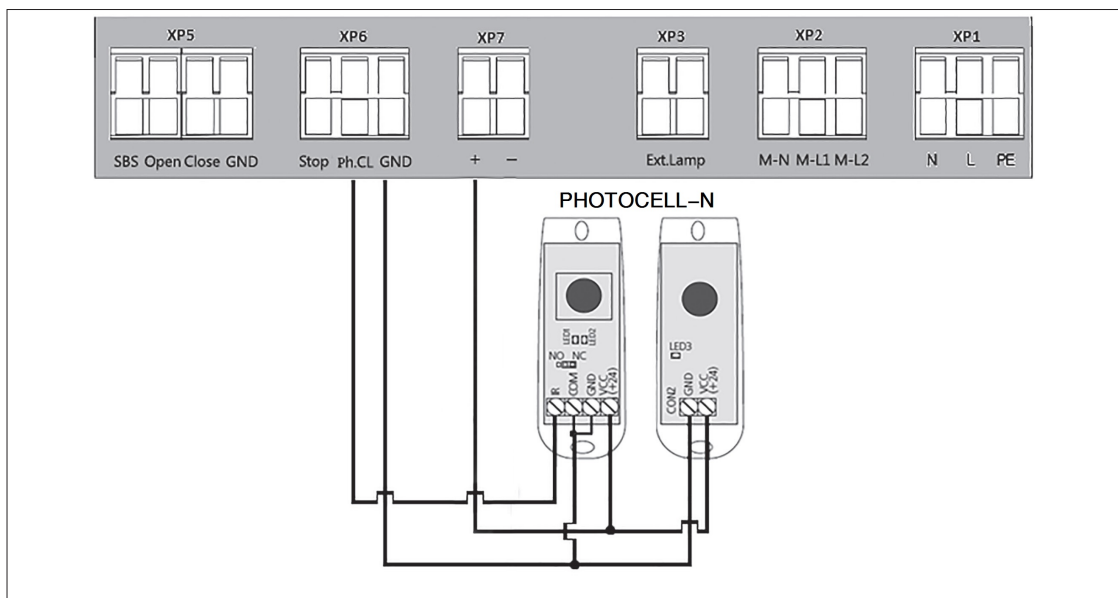 XP5 XP6 XP7 XP3 XP2 XP1
SBS Open Close GND Stop Ph.CL GND + − Ext.Lamp M-N M-L1 M-L2 N L PE
PHOTOCELL-N
LED1 LED2
NO NC
IR COM GND VCC (+24)
LED3
CON2 GND VCC (+24)